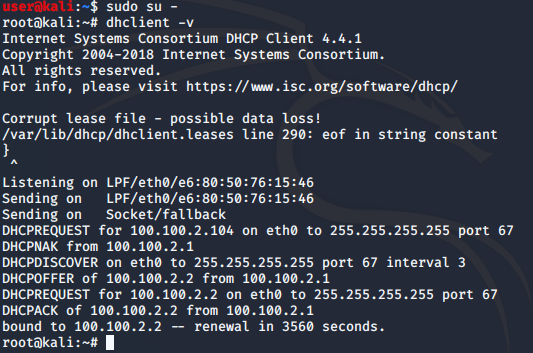 user@kali:~$ sudo su -
root@kali:~# dhclient -v
Internet Systems Consortium DHCP Client 4.4.1
Copyright 2004-2018 Internet Systems Consortium.
All rights reserved.
For info, please visit https://www.isc.org/software/dhcp/

Corrupt lease file - possible data loss!
/var/lib/dhcp/dhclient.leases line 290: eof in string constant
}
 ^
Listening on LPF/eth0/e6:80:50:76:15:46
Sending on   LPF/eth0/e6:80:50:76:15:46
Sending on   Socket/fallback
DHCPREQUEST for 100.100.2.104 on eth0 to 255.255.255.255 port 67
DHCPNAK from 100.100.2.1
DHCPDISCOVER on eth0 to 255.255.255.255 port 67 interval 3
DHCPOFFER of 100.100.2.2 from 100.100.2.1
DHCPREQUEST for 100.100.2.2 on eth0 to 255.255.255.255 port 67
DHCPACK of 100.100.2.2 from 100.100.2.1
bound to 100.100.2.2 -- renewal in 3560 seconds.
root@kali:~#